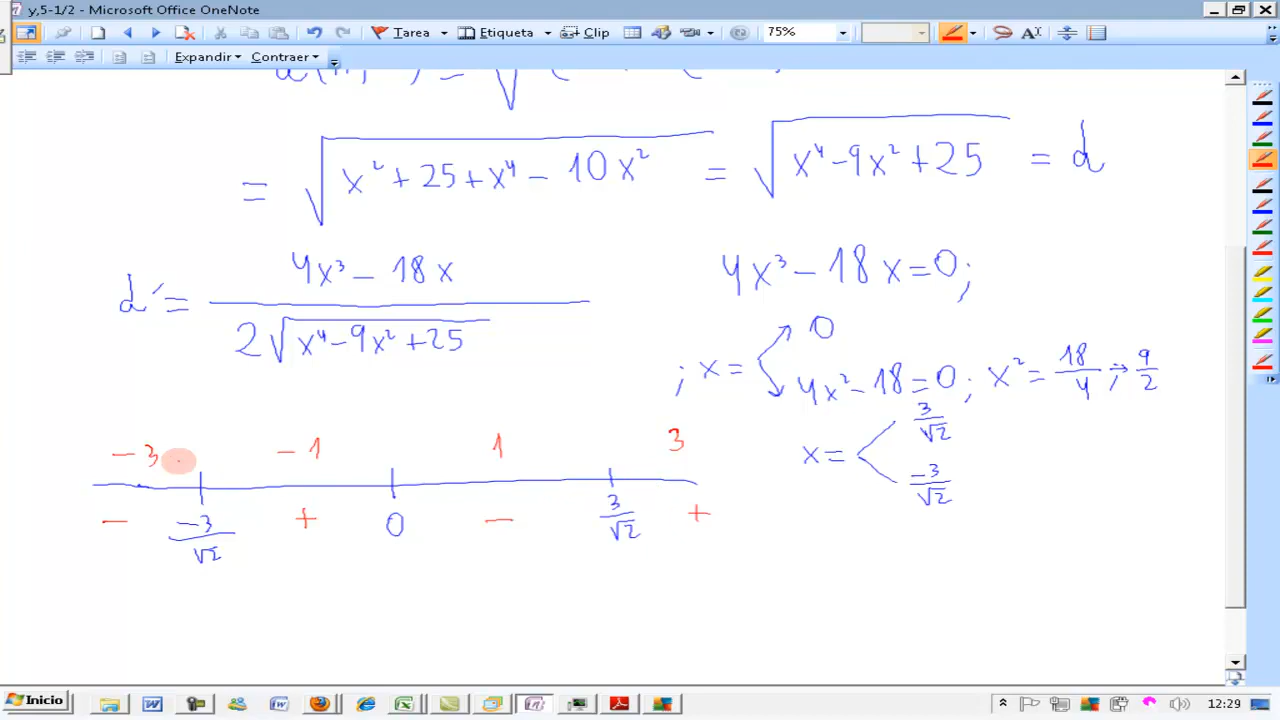 y,5-1/2 - Microsoft Office OneNote
Tarea Etiqueta Clip 75%
Expandir Contraer
= √(x² + 25 + x⁴ - 10x²) = √(x⁴ - 9x² + 25) = d
d' = (4x³ - 18x) / (2√(x⁴ - 9x² + 25))
4x³ - 18x = 0;
; x = 0
4x² - 18 = 0; x² = 18/4 ; 9/2
x = 3/√2
-3/√2
-3 -1 1 3
- -3/√2 + 0 - 3/√2 +
Inicio 12:29